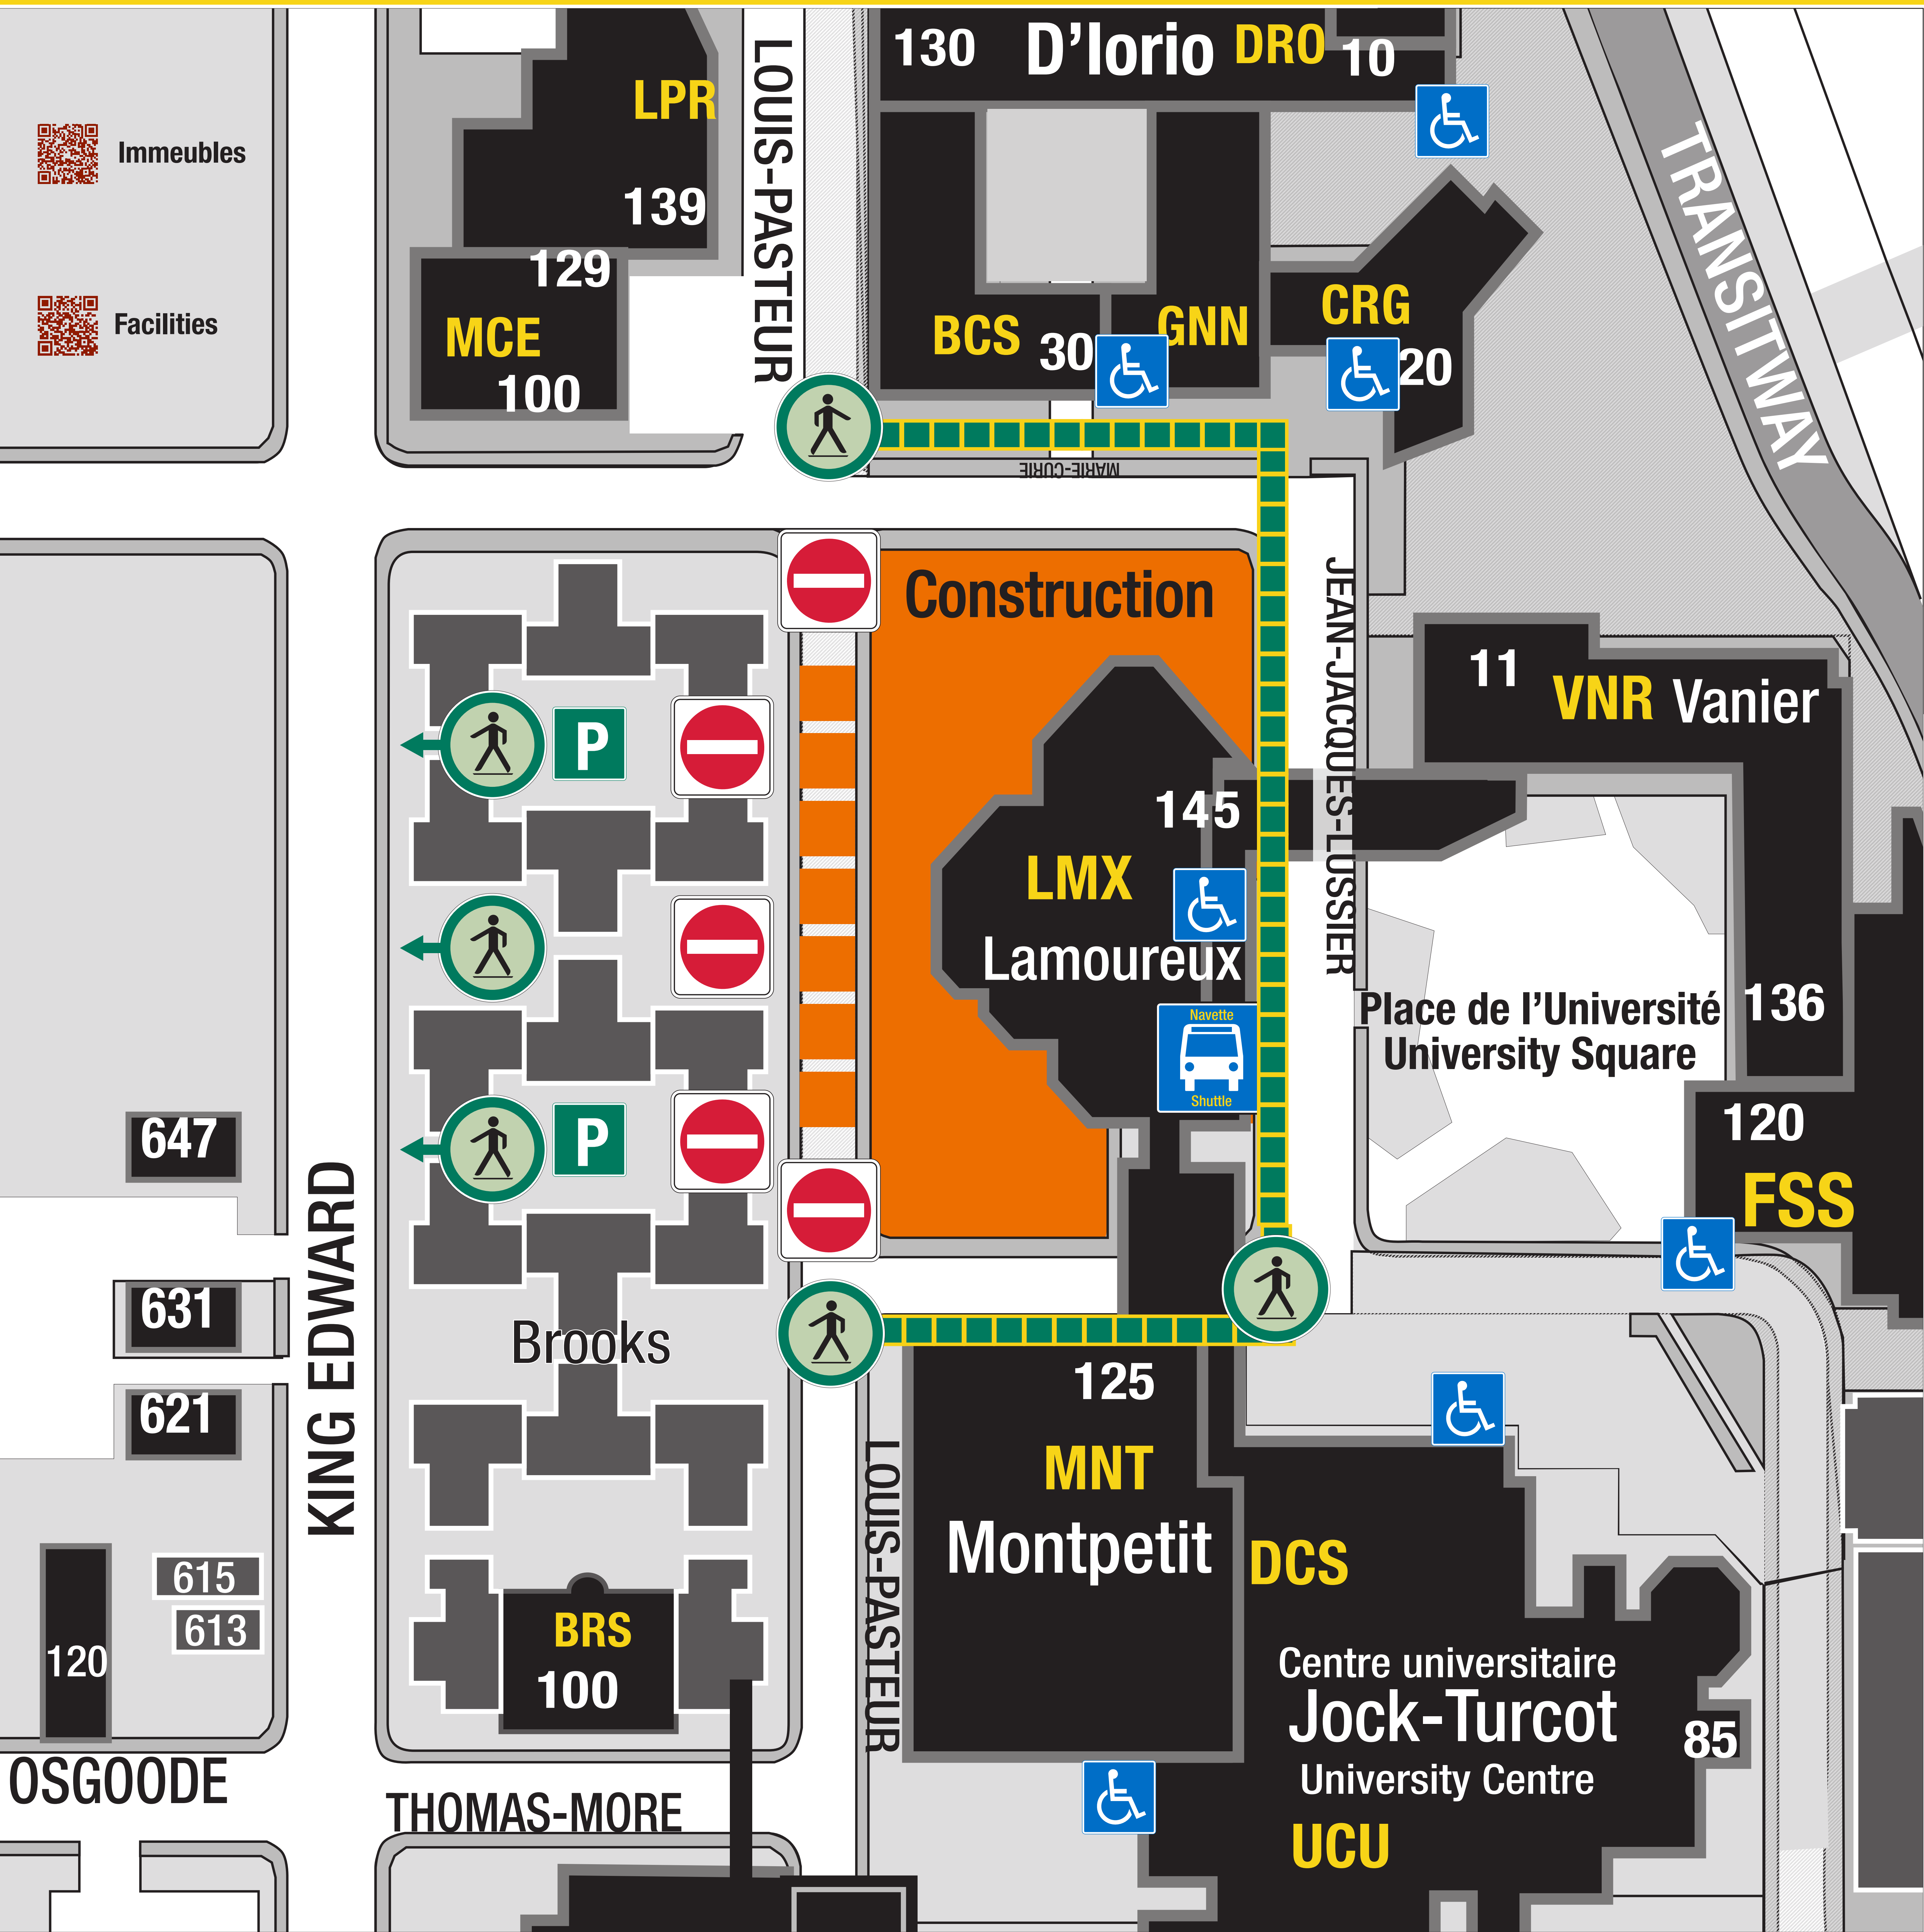 130
D'Iorio
DRO
10
LPR
LOUIS-PASTEUR
TRANSITWAY
Immeubles
139
129
MCE
100
Facilities
BCS
30
GNN
CRG
20
MARIE-CURIE
Construction
JEAN-JACQUES-LUSSIER
11
VNR
Vanier
P
145
LMX
Lamoureux
Place de l'Université
University Square
136
Navette
Shuttle
647
P
120
FSS
KING EDWARD
631
Brooks
621
125
MNT
Montpetit
LOUIS-PASTEUR
DCS
615
613
120
BRS
100
Centre universitaire
Jock-Turcot
University Centre
85
UCU
OSGOODE
THOMAS-MORE